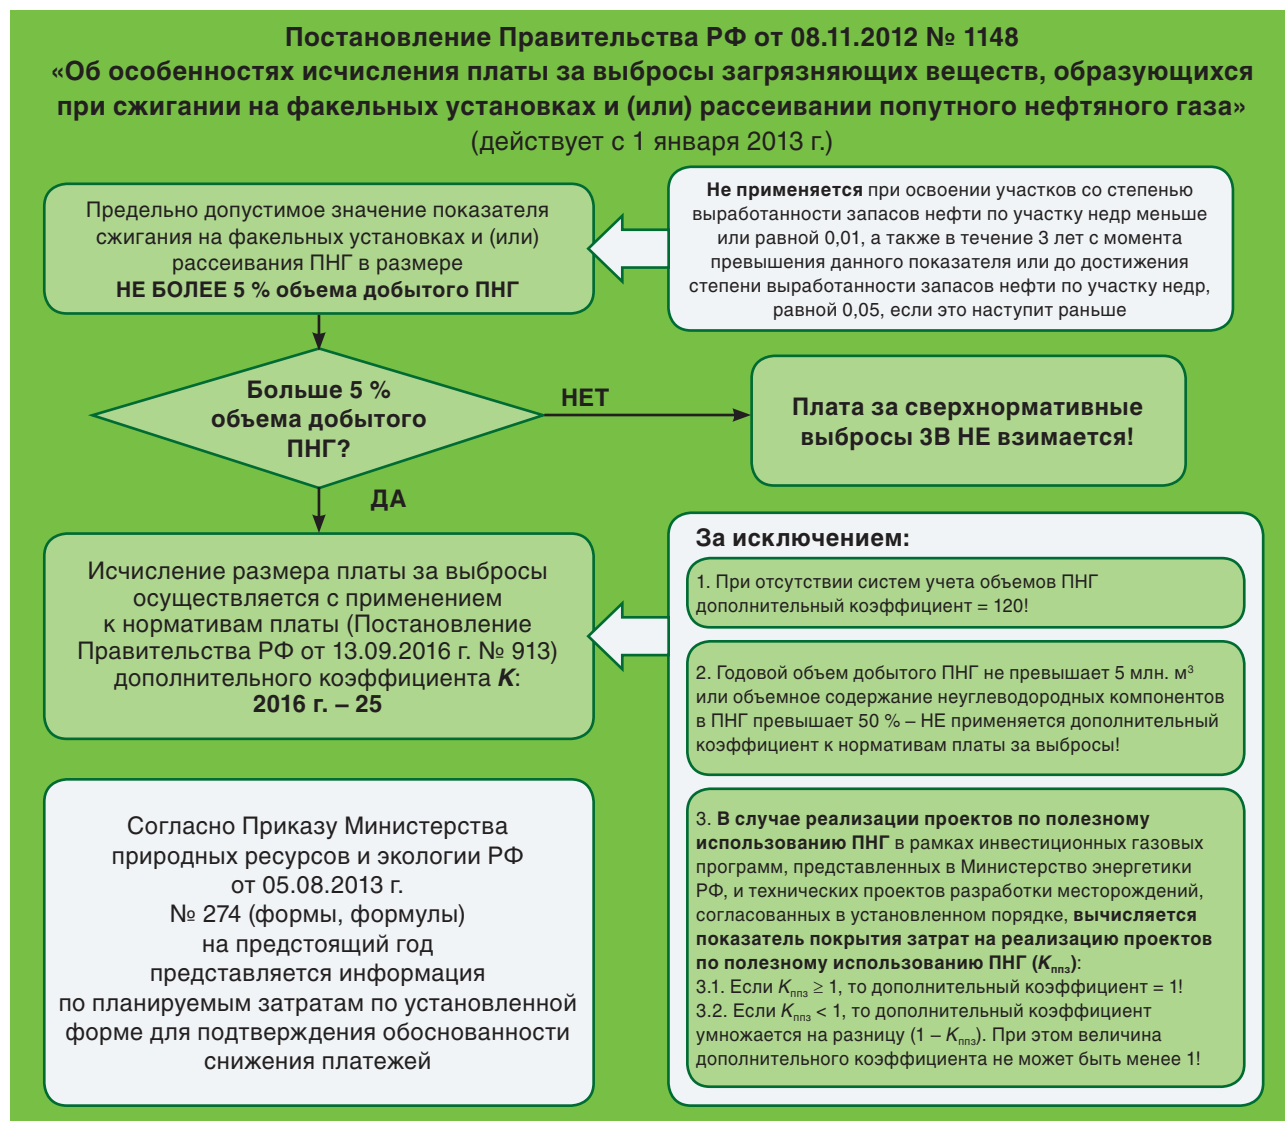 Постановление Правительства РФ от 08.11.2012 № 1148
«Об особенностях исчисления платы за выбросы загрязняющих веществ, образующихся
при сжигании на факельных установках и (или) рассеивании попутного нефтяного газа»
(действует с 1 января 2013 г.)
Предельно допустимое значение показателя
сжигания на факельных установках и (или)
рассеивания ПНГ в размере
НЕ БОЛЕЕ 5 % объема добытого ПНГ
Не применяется при освоении участков со степенью
выработанности запасов нефти по участку недр меньше
или равной 0,01, а также в течение 3 лет с момента
превышения данного показателя или до достижения
степени выработанности запасов нефти по участку недр,
равной 0,05, если это наступит раньше
Больше 5 %
объема добытого
ПНГ?
НЕТ
Плата за сверхнормативные
выбросы ЗВ НЕ взимается!
ДА
Исчисление размера платы за выбросы
осуществляется с применением
к нормативам платы (Постановление
Правительства РФ от 13.09.2016 г. № 913)
дополнительного коэффициента К:
2016 г. – 25
За исключением:
1. При отсутствии систем учета объемов ПНГ
дополнительный коэффициент = 120!
2. Годовой объем добытого ПНГ не превышает 5 млн. м³
или объемное содержание неуглеводородных компонентов
в ПНГ превышает 50 % – НЕ применяется дополнительный
коэффициент к нормативам платы за выбросы!
3. В случае реализации проектов по полезному
использованию ПНГ в рамках инвестиционных газовых
программ, представленных в Министерство энергетики
РФ, и технических проектов разработки месторождений,
согласованных в установленном порядке, вычисляется
показатель покрытия затрат на реализацию проектов
по полезному использованию ПНГ (Кппз):
3.1. Если Кппз ≥ 1, то дополнительный коэффициент = 1!
3.2. Если Кппз < 1, то дополнительный коэффициент
умножается на разницу (1 – Кппз). При этом величина
дополнительного коэффициента не может быть менее 1!
Согласно Приказу Министерства
природных ресурсов и экологии РФ
от 05.08.2013 г.
№ 274 (формы, формулы)
на предстоящий год
представляется информация
по планируемым затратам по установленной
форме для подтверждения обоснованности
снижения платежей